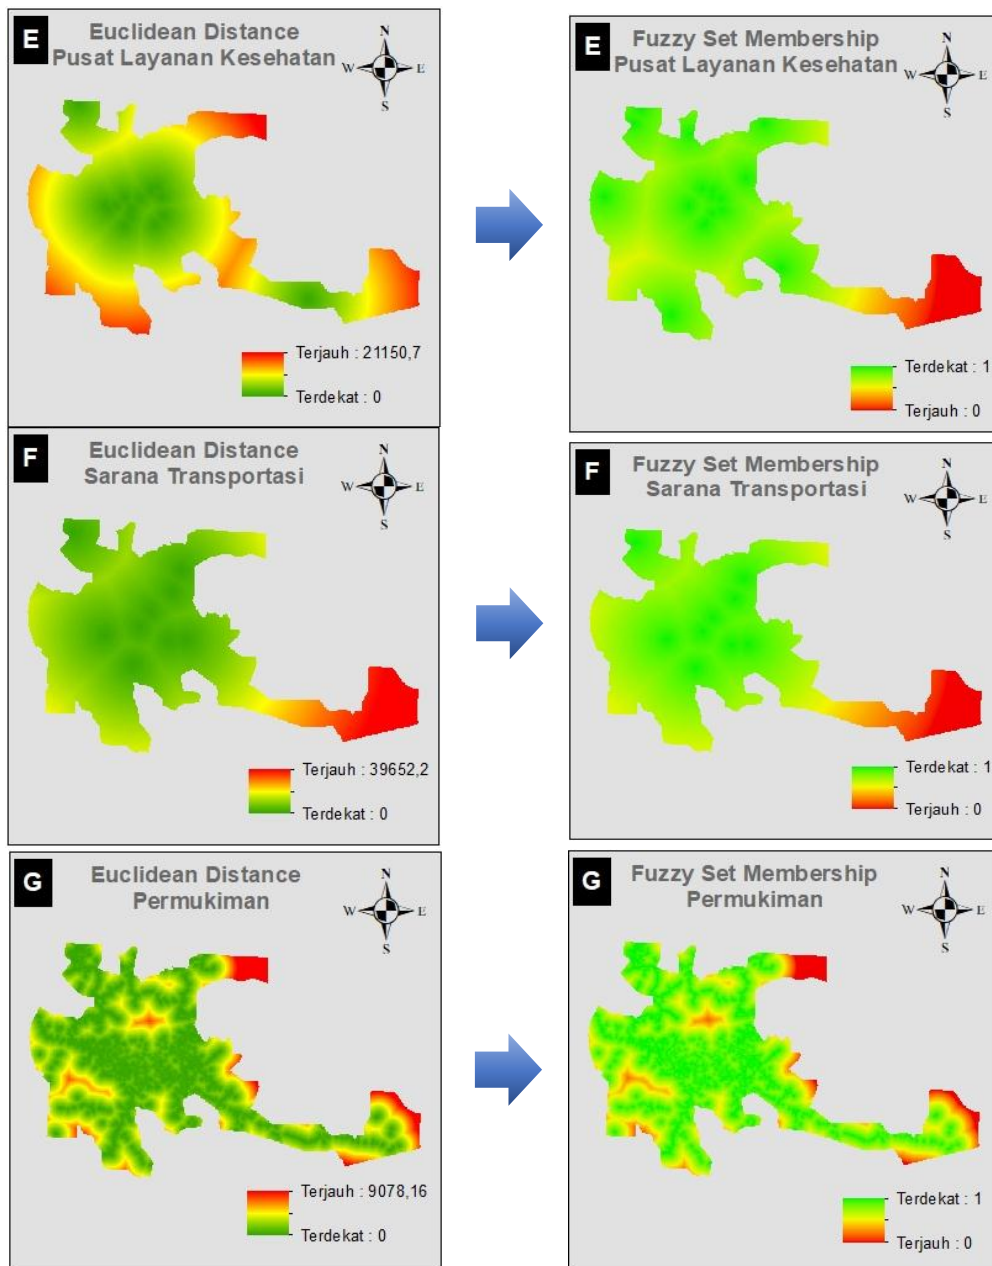 E
Euclidean Distance
Pusat Layanan Kesehatan
N
W
E
S
Terjauh : 21150,7
Terdekat : 0
E
Fuzzy Set Membership
Pusat Layanan Kesehatan
N
W
E
S
Terdekat : 1
Terjauh : 0
F
Euclidean Distance
Sarana Transportasi
N
W
E
S
Terjauh : 39652,2
Terdekat : 0
F
Fuzzy Set Membership
Sarana Transportasi
N
W
E
S
Terdekat : 1
Terjauh : 0
G
Euclidean Distance
Permukiman
N
W
E
S
Terjauh : 9078,16
Terdekat : 0
G
Fuzzy Set Membership
Permukiman
N
W
E
S
Terdekat : 1
Terjauh : 0